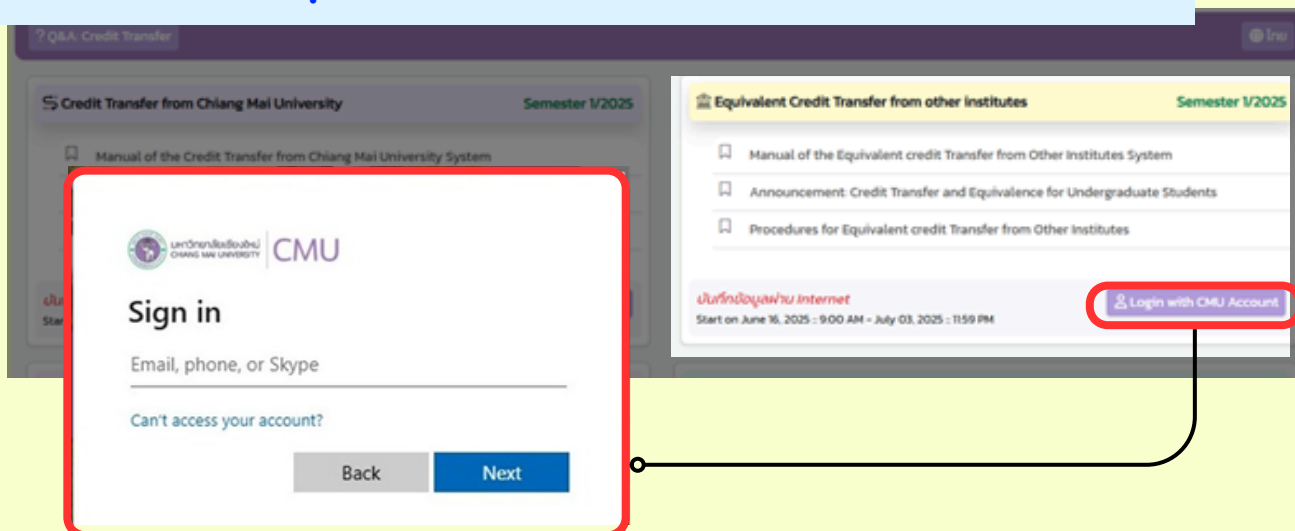 ? Q&A: Credit Transfer
ไทย
Credit Transfer from Chiang Mai University
Semester 1/2025
Manual of the Credit Transfer from Chiang Mai University System
Equivalent Credit Transfer from other institutes
Semester 1/2025
Manual of the Equivalent credit Transfer from Other Institutes System
Announcement: Credit Transfer and Equivalence for Undergraduate Students
Procedures for Equivalent credit Transfer from Other Institutes
บันทึกข้อมูลผ่าน Internet
Login with CMU Account
Start on June 16, 2025 : 9:00 AM - July 03, 2025 : 11:59 PM
มหาวิทยาลัยเชียงใหม่
CHIANG MAI UNIVERSITY
CMU
Sign in
Email, phone, or Skype
Can't access your account?
Back
Next